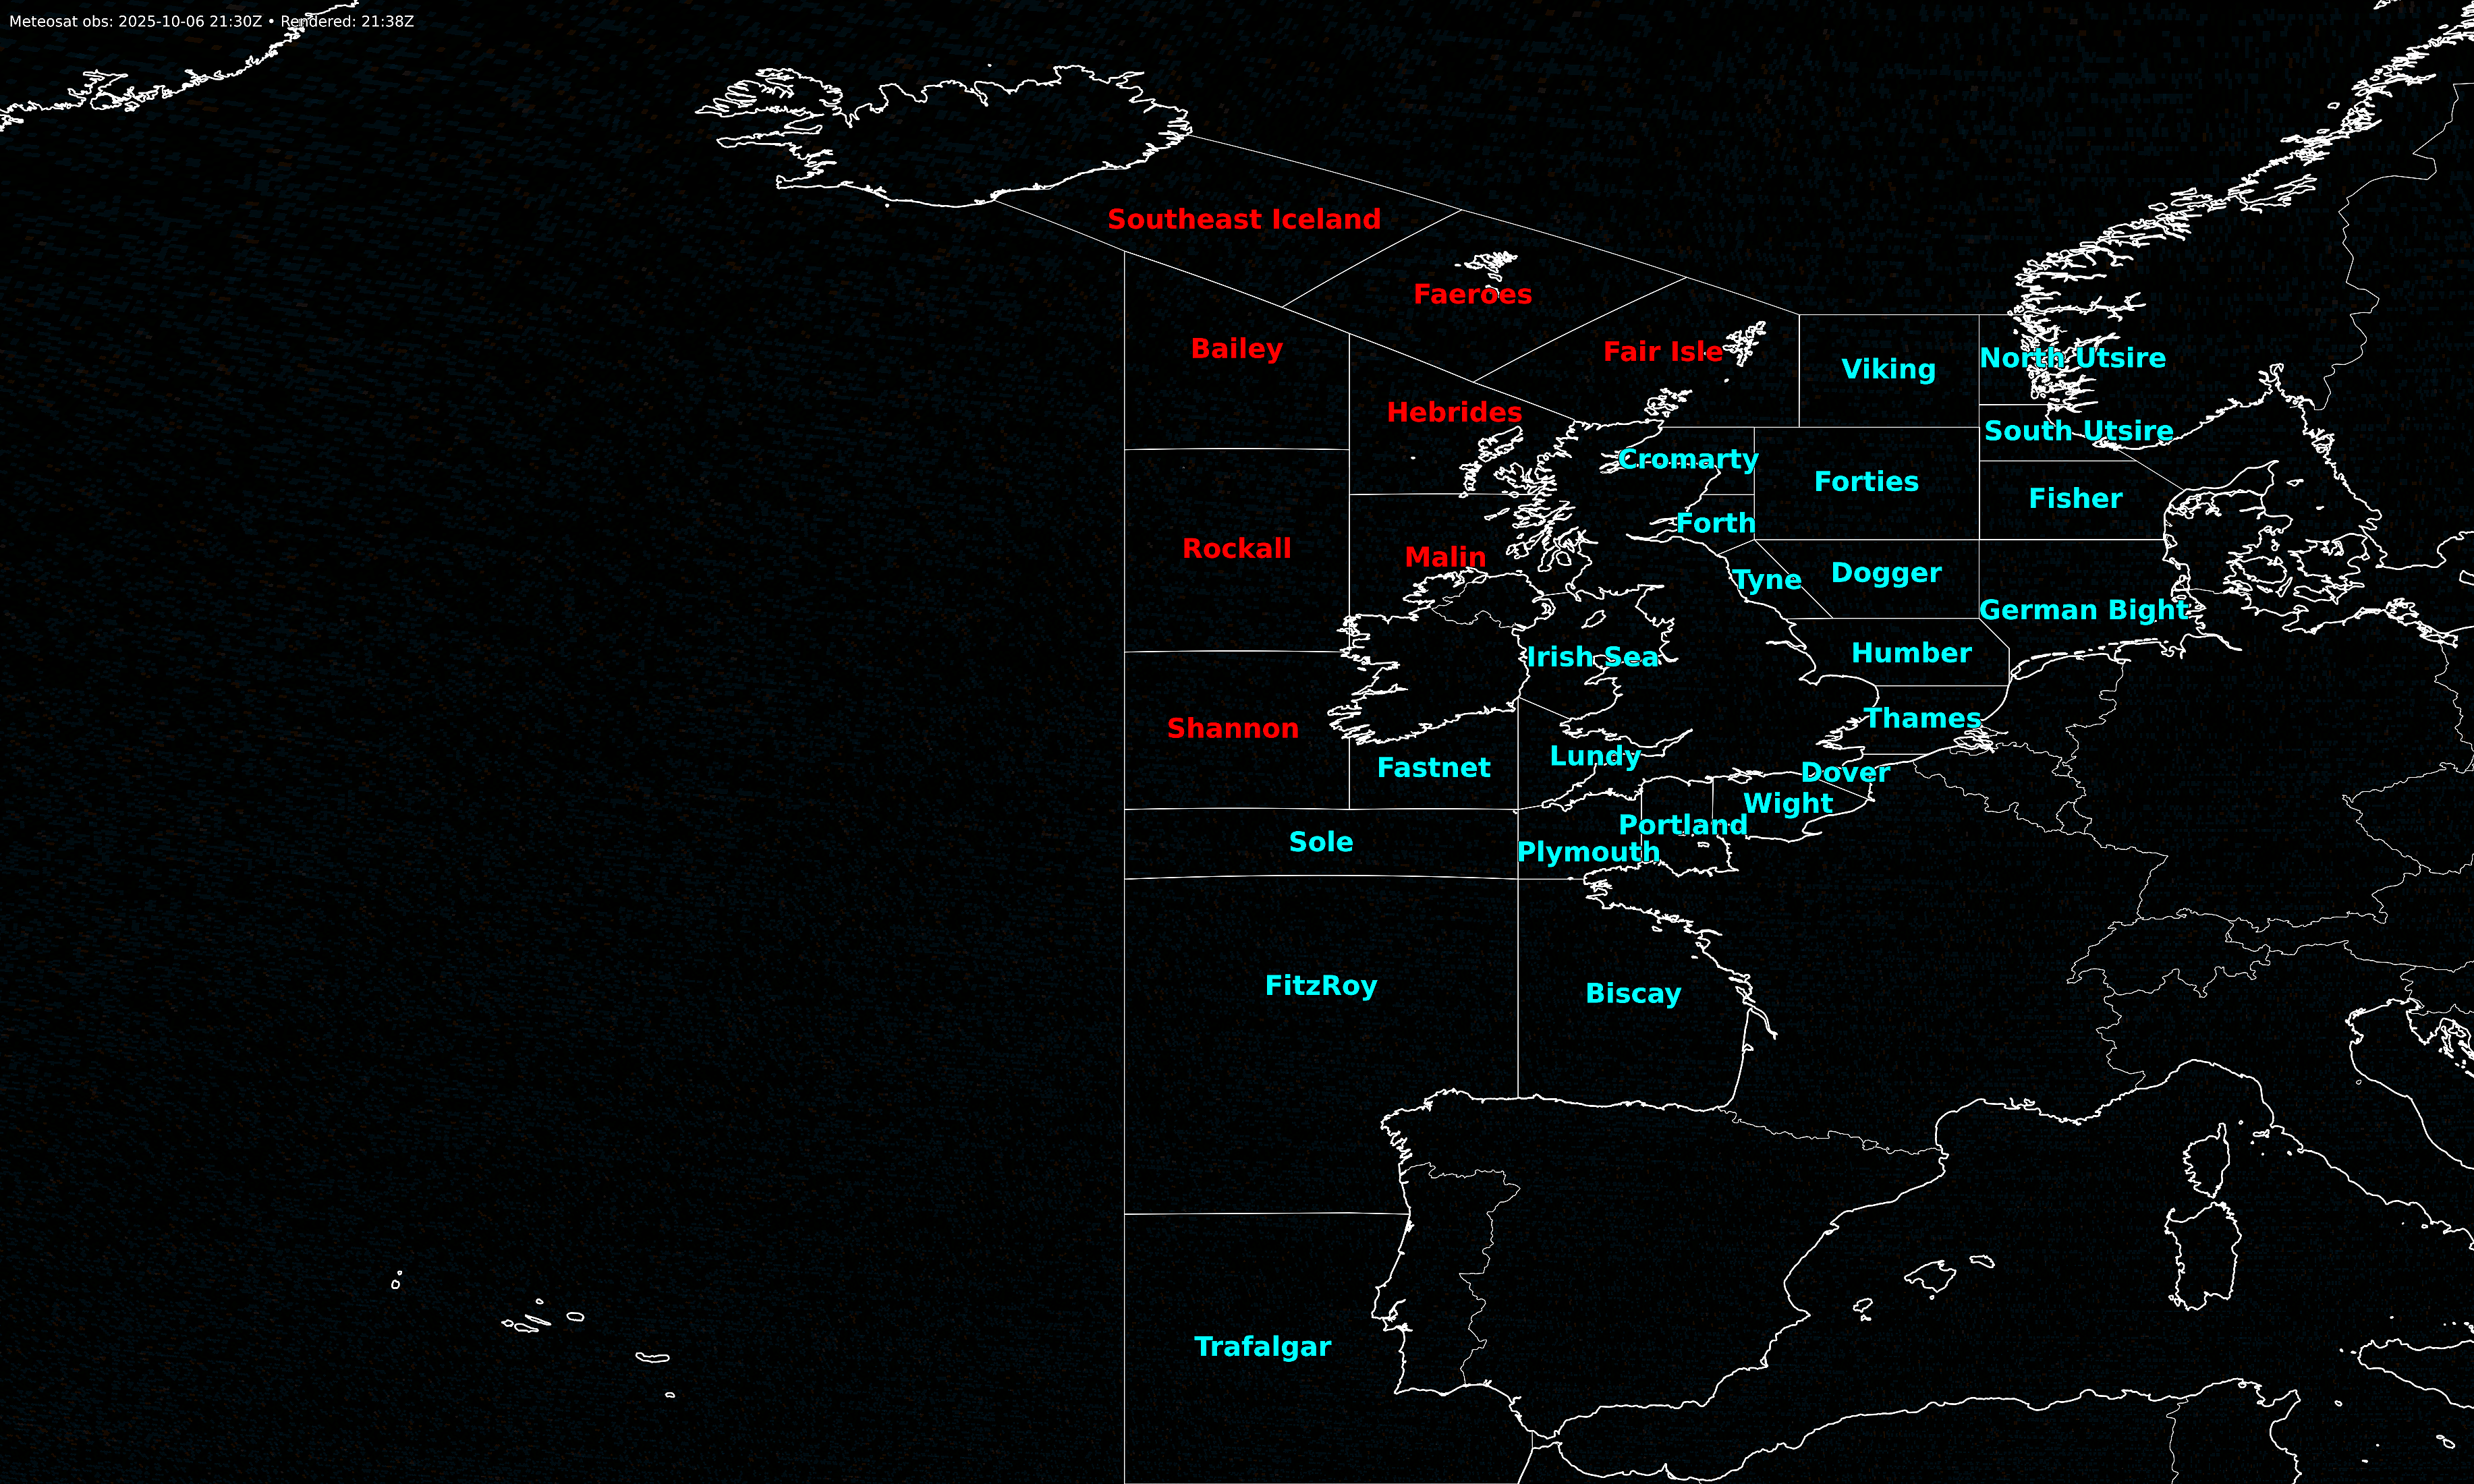 Meteosat obs: 2025-10-06 21:30Z • Rendered: 21:38Z
Southeast Iceland
Faeroes
Bailey
Fair Isle
Viking
North Utsire
Hebrides
South Utsire
Cromarty
Forties
Fisher
Forth
Rockall
Malin
Tyne
Dogger
German Bight
Irish Sea
Humber
Thames
Shannon
Fastnet
Lundy
Dover
Wight
Portland
Sole
Plymouth
FitzRoy
Biscay
Trafalgar